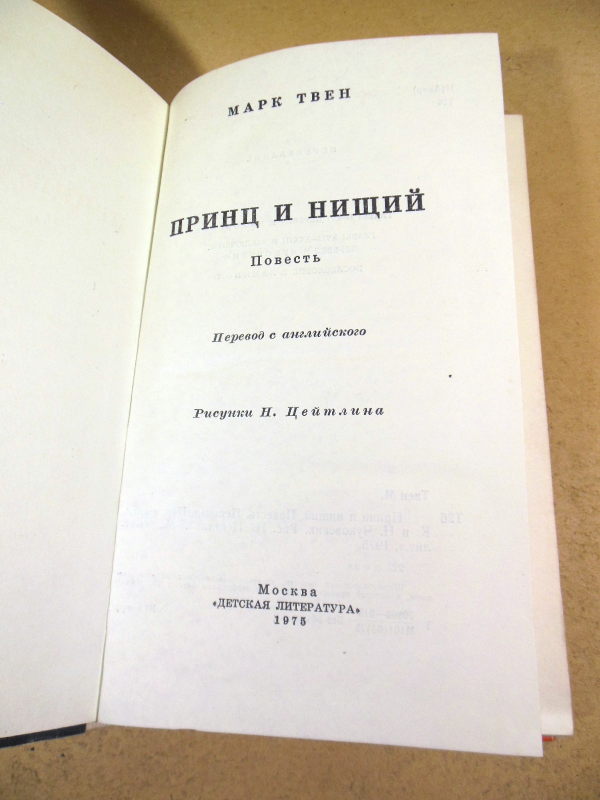 МАРК ТВЕН
ПРИНЦ И НИЩИЙ
Повесть
Перевод с английского
Рисунки Н. Цейтлина
Москва
«ДЕТСКАЯ ЛИТЕРАТУРА»
1975